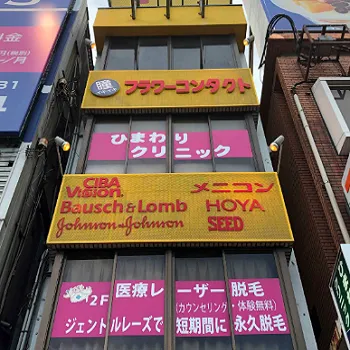 フラワーコンタクト
ひまわり
クリニック
CIBA
VISION
メニコン
Bausch & Lomb
HOYA
Johnson & Johnson
SEED
2F 医療レーザー脱毛
(カウンセリング・体験無料)
ジェントルレーズで短期間に永久脱毛